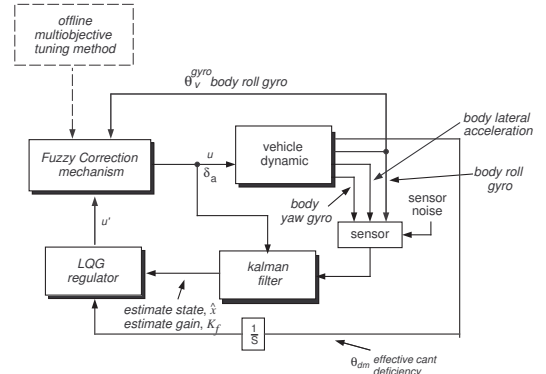 offline
multiobjective
tuning method
θ_v^gyro body roll gyro
body lateral
acceleration
Fuzzy Correction
mechanism
u
δ_a
vehicle
dynamic
body roll
gyro
body
yaw gyro
sensor
noise
sensor
u'
LQG
regulator
kalman
filter
estimate state, x̂
estimate gain, K_f
1/S
θ_dm effective cant
deficiency